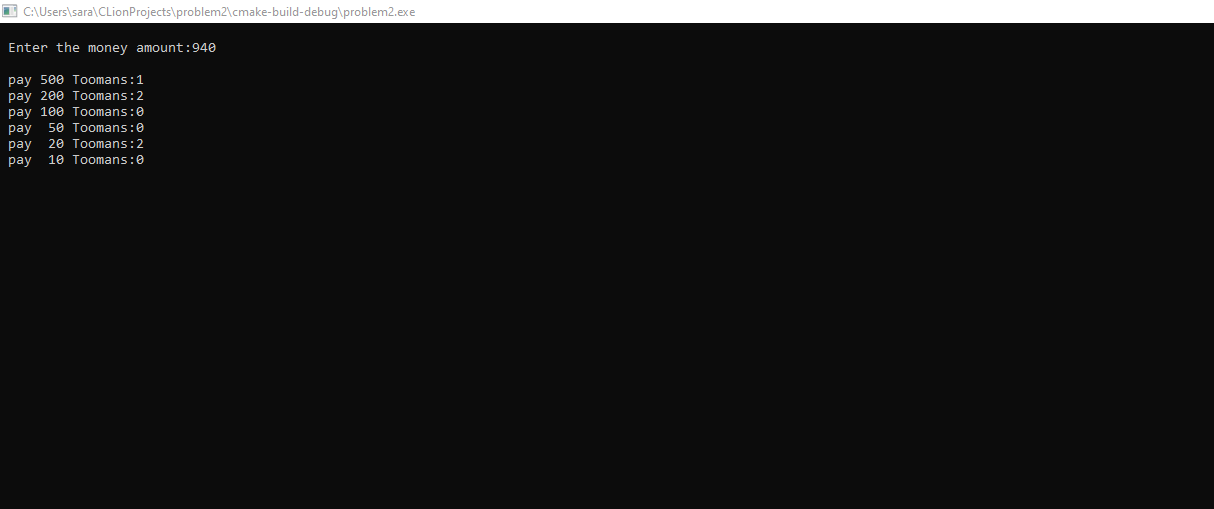 C:\Users\sara\CLionProjects\problem2\cmake-build-debug\problem2.exe
Enter the money amount:940
pay 500 Toomans:1
pay 200 Toomans:2
pay 100 Toomans:0
pay  50 Toomans:0
pay  20 Toomans:2
pay  10 Toomans:0